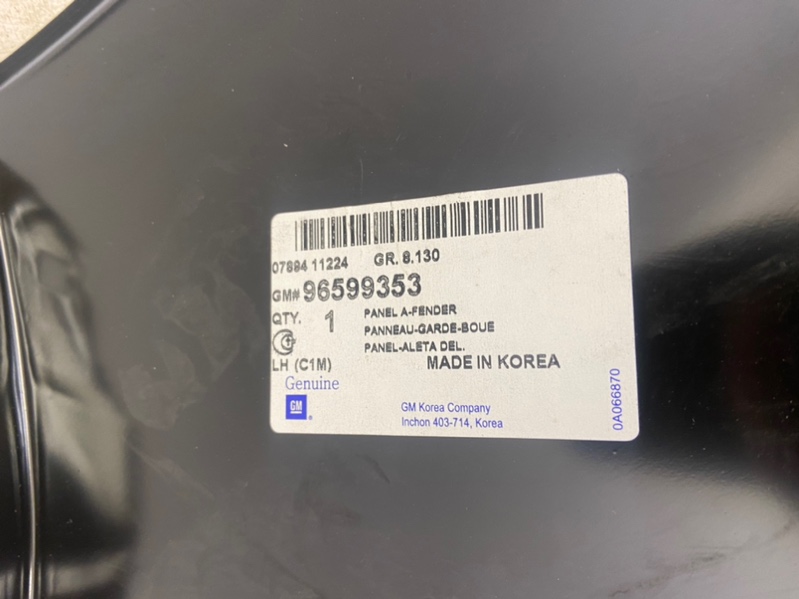 07894 11224 GR. 8.130
GM# 96599353
QTY. 1 PANEL A-FENDER
PANNEAU-GARDE-BOUE
PANEL-ALETA DEL.
LH (C1M) MADE IN KOREA
Genuine
GM ®
GM Korea Company
Inchon 403-714, Korea
0A066870